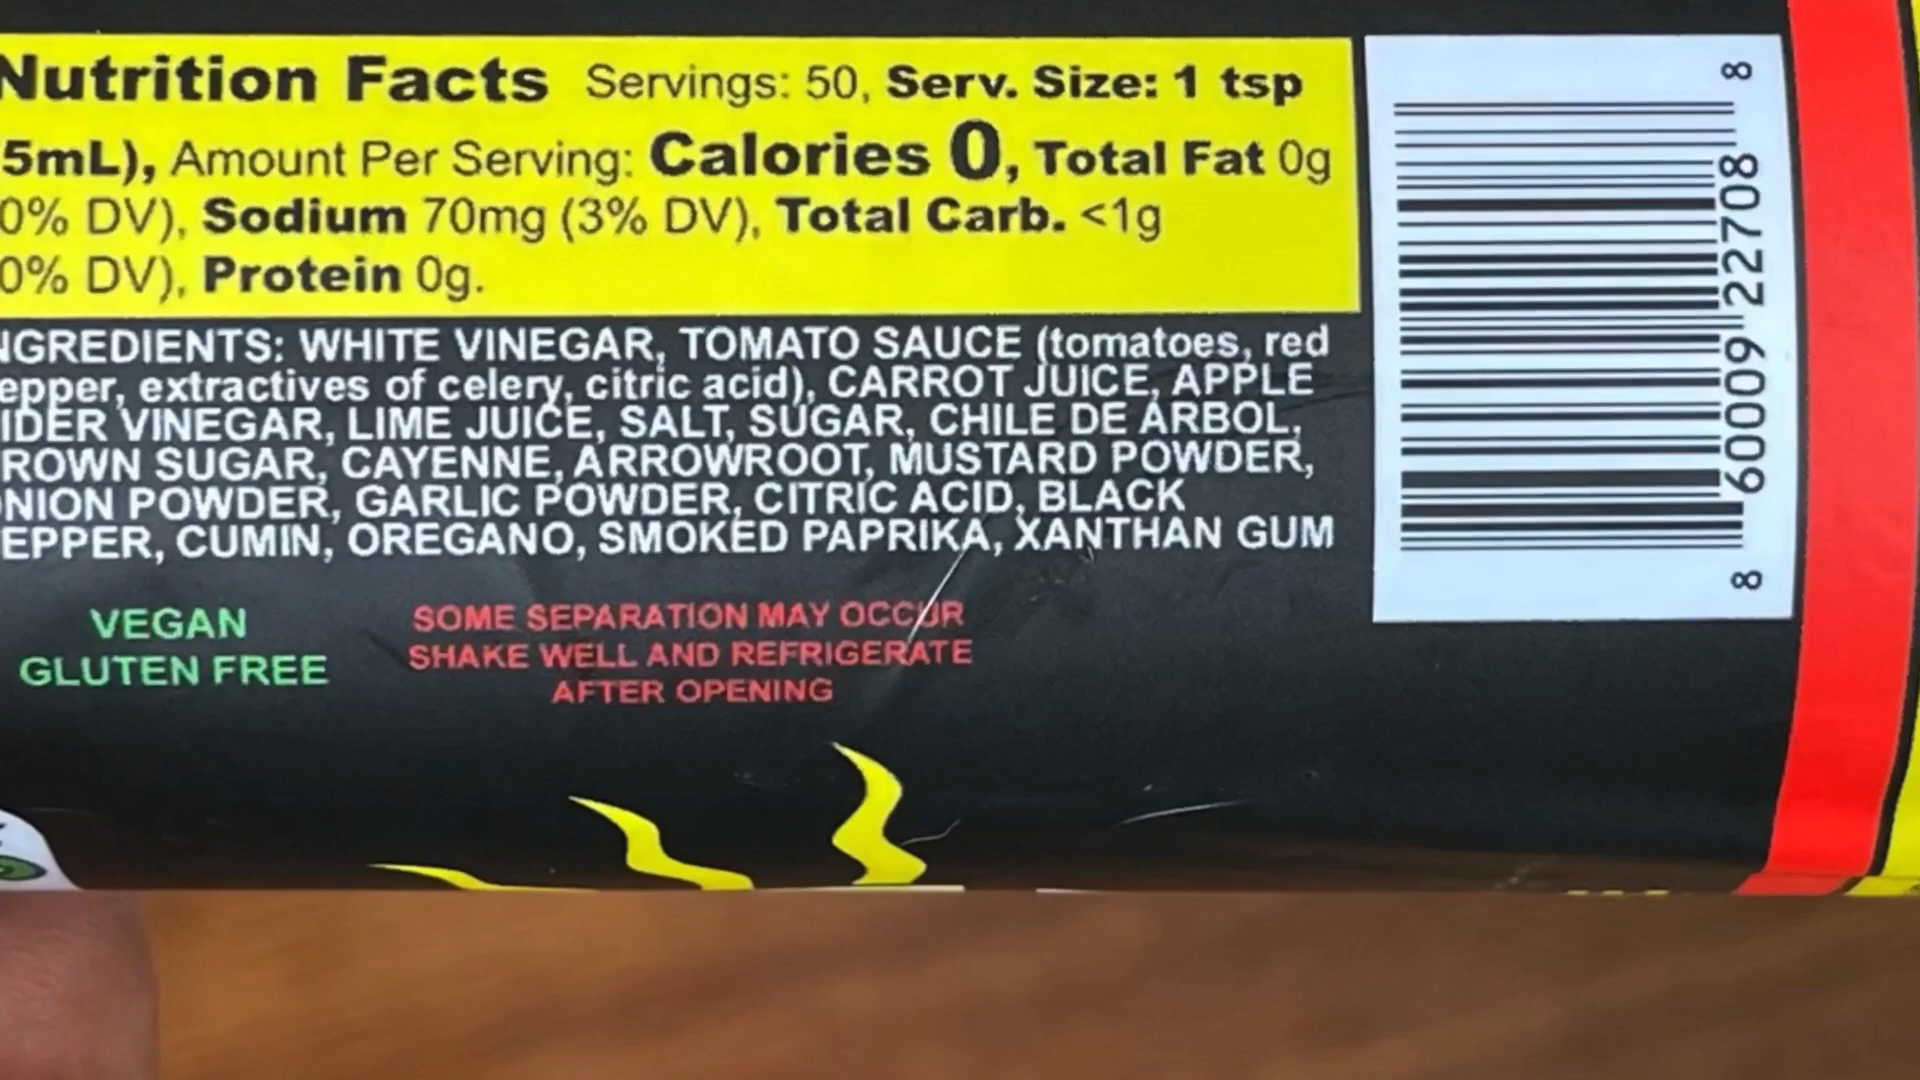 Nutrition Facts Servings: 50, Serv. Size: 1 tsp
5mL), Amount Per Serving: Calories 0, Total Fat 0g
0% DV), Sodium 70mg (3% DV), Total Carb. <1g
0% DV), Protein 0g.
NGREDIENTS: WHITE VINEGAR, TOMATO SAUCE (tomatoes, red
epper, extractives of celery, citric acid), CARROT JUICE, APPLE
IDER VINEGAR, LIME JUICE, SALT, SUGAR, CHILE DE ARBOL,
ROWN SUGAR, CAYENNE, ARROWROOT, MUSTARD POWDER,
NION POWDER, GARLIC POWDER, CITRIC ACID, BLACK
EPPER, CUMIN, OREGANO, SMOKED PAPRIKA, XANTHAN GUM
VEGAN
GLUTEN FREE
SOME SEPARATION MAY OCCUR
SHAKE WELL AND REFRIGERATE
AFTER OPENING
8 60009 22708 8